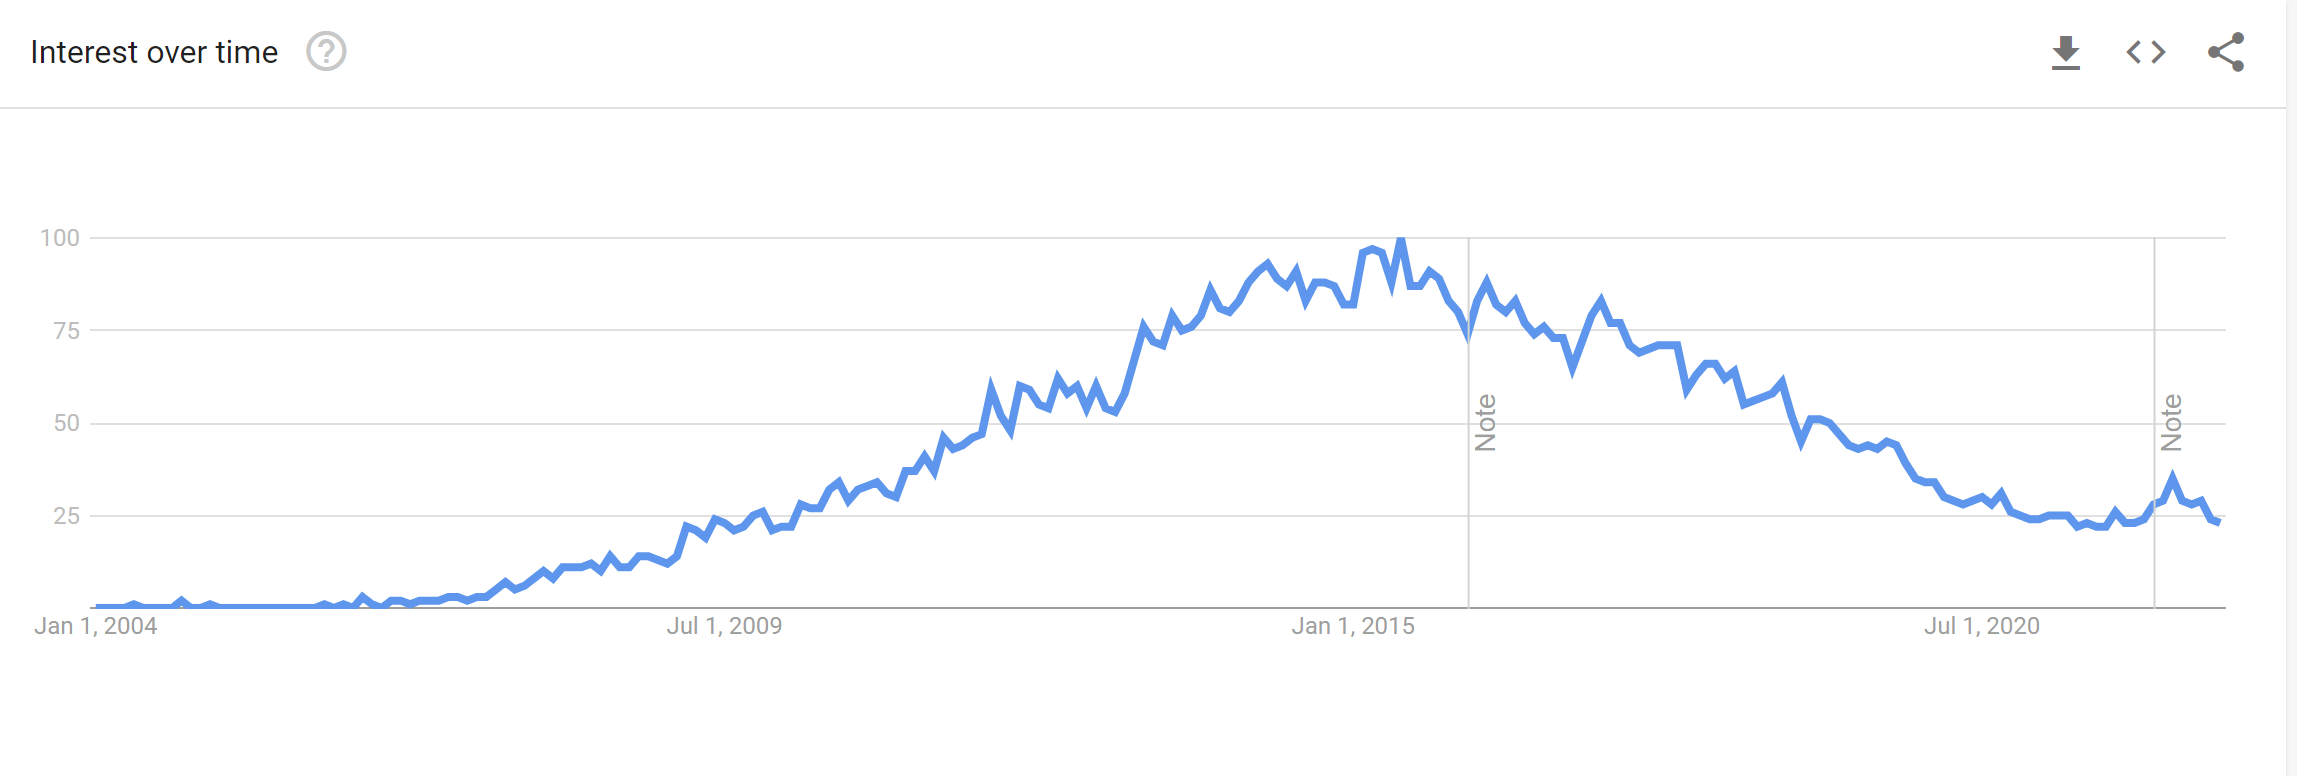 Interest over time ?
100
75
50
25
Note
Note
Jan 1, 2004
Jul 1, 2009
Jan 1, 2015
Jul 1, 2020